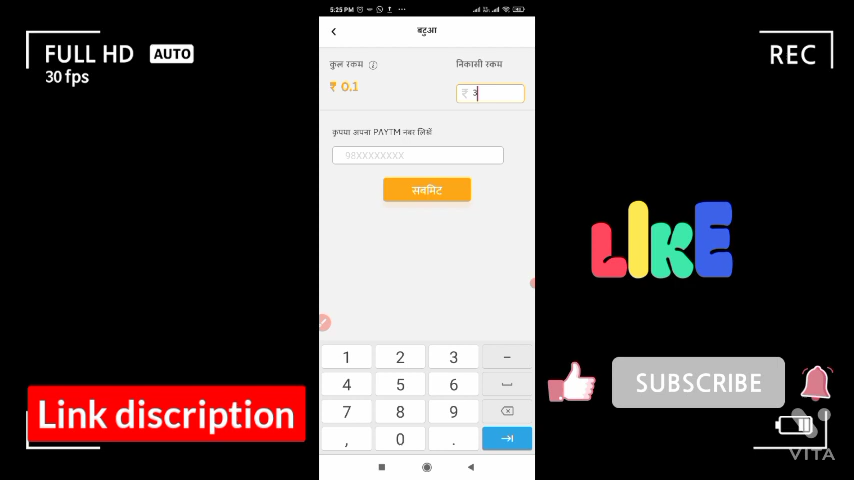 FULL HD AUTO
30 fps
REC
5:25 PM
बटुआ
कुल रकम
निकासी रकम
₹ 0.1
₹ 3
कृपया अपना PAYTM नंबर लिखें
98XXXXXXXX
सबमिट
LIKE
1 2 3 -
4 5 6
7 8 9
, 0 .
SUBSCRIBE
Link discription
VITA